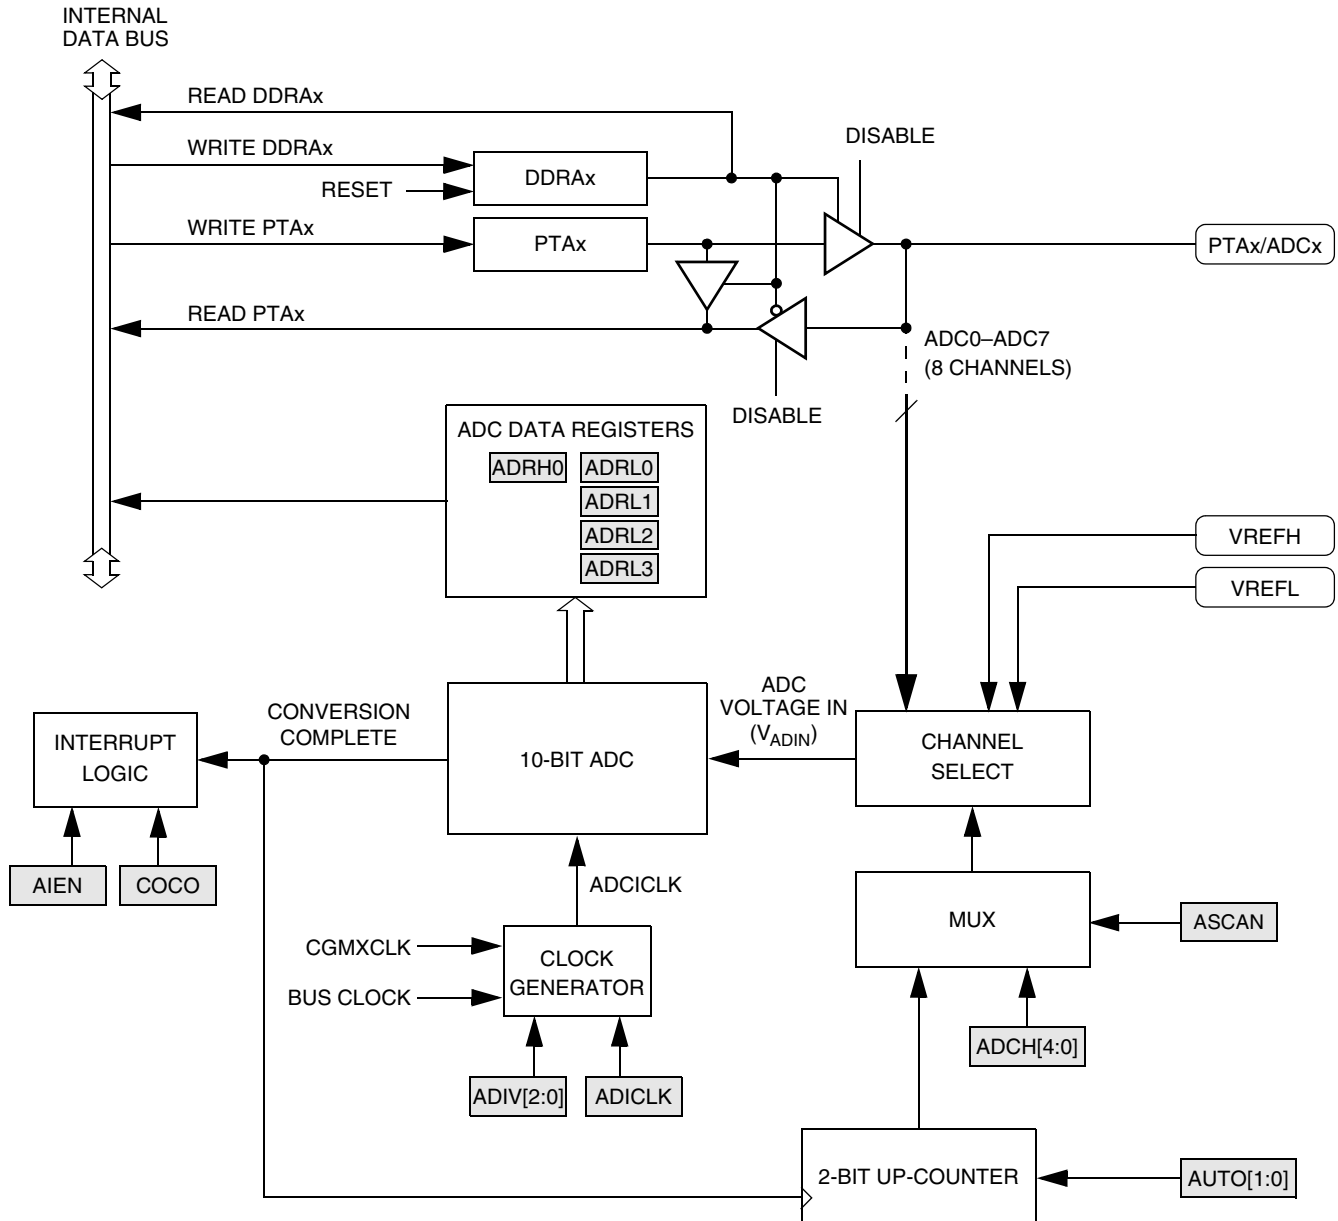 INTERNAL
DATA BUS
READ DDRAx
DISABLE
WRITE DDRAx
DDRAx
RESET
WRITE PTAx
PTAx
PTAx/ADCx
READ PTAx
ADC0–ADC7
(8 CHANNELS)
DISABLE
ADC DATA REGISTERS
ADRH0 ADRL0
ADRL1
ADRL2
ADRL3
VREFH
VREFL
ADC
VOLTAGE IN
(VADIN)
CONVERSION
COMPLETE
INTERRUPT
LOGIC
10-BIT ADC
CHANNEL
SELECT
AIEN
COCO
ADCICLK
MUX
ASCAN
CGMXCLK
CLOCK
GENERATOR
BUS CLOCK
ADCH[4:0]
ADIV[2:0]
ADICLK
2-BIT UP-COUNTER
AUTO[1:0]